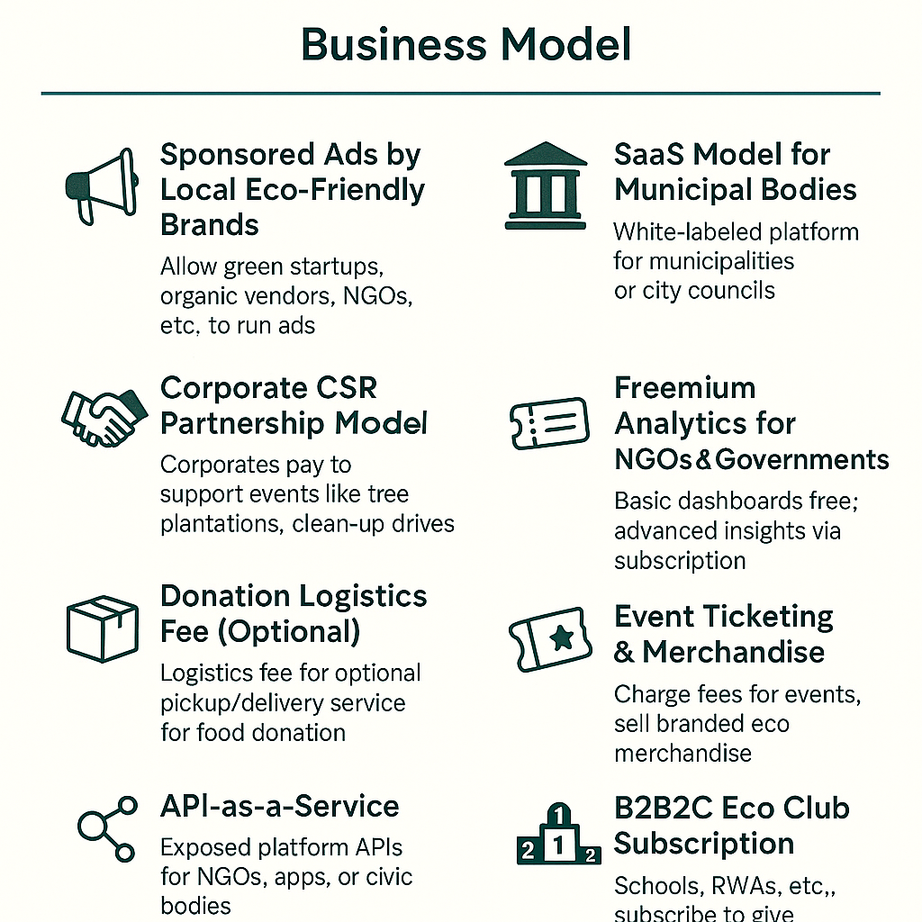 Business Model
Sponsored Ads by
Local Eco-Friendly
Brands
Allow green startups,
organic vendors, NGOs,
etc. to run ads
Corporate CSR
Partnership Model
Corporates pay to
support events like tree
plantations, clean-up drives
Donation Logistics
Fee (Optional)
Logistics fee for optional
pickup/delivery service
for food donation
API-as-a-Service
Exposed platform APIs
for NGOs, apps, or civic
bodies
SaaS Model for
Municipal Bodies
White-labeled platform
for municipalities
or city councils
Freemium
Analytics for
NGOs&Governments
Basic dashboards free;
advanced insights via
subscription
Event Ticketing
& Merchandise
Charge fees for events,
sell branded eco
merchandise
1
2 1 2
B2B2C Eco Club
Subscription
Schools, RWAs, etc,,
subscribe to give